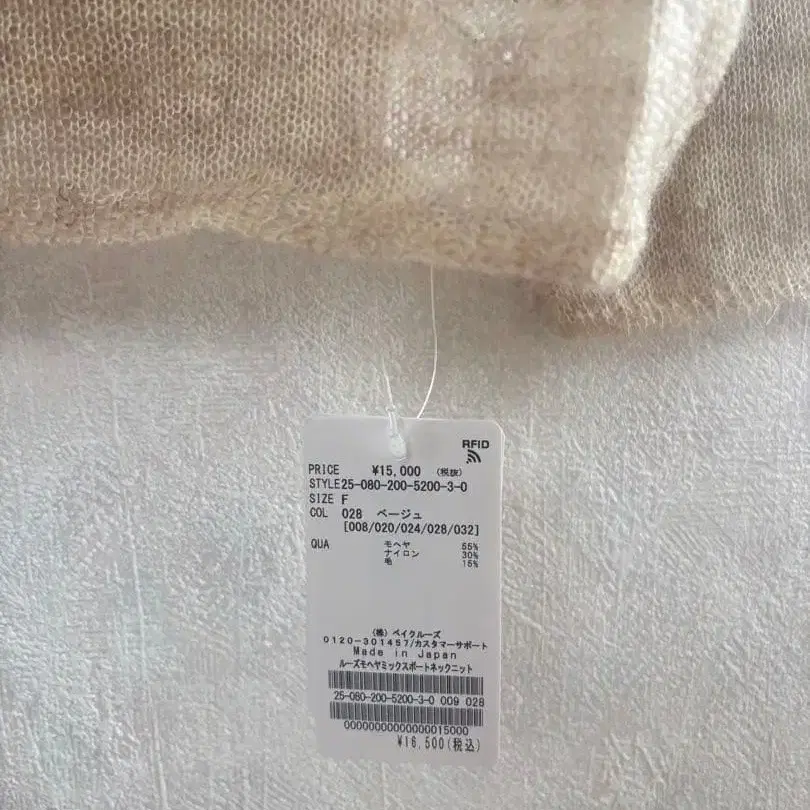 RFID
PRICE ¥15,000 (税抜)
STYLE25-080-200-5200-3-0
SIZE F
COL 028 ベージュ
[008/020/024/028/032]
QUA モヘヤ 55%
ナイロン 30%
毛 15%
(株)ベイクルーズ
0120-301457/カスタマーサポート
Made in Japan
ルーズモヘヤミックスボートネックニット
25-080-200-5200-3-0 009 028
00000000000000015000
¥16,500(税込)